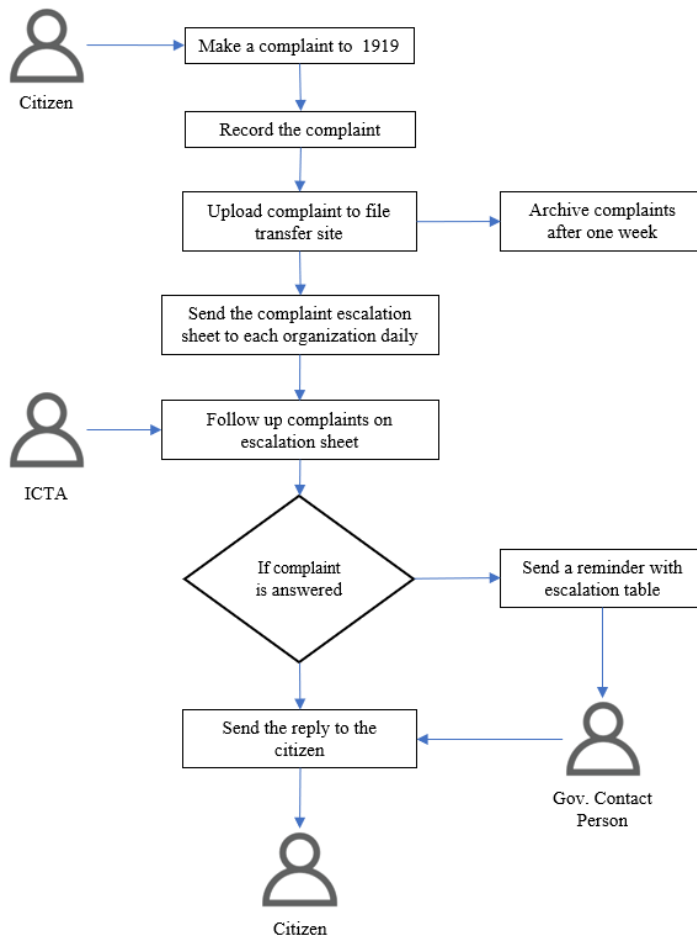 Make a complaint to 1919
Citizen
Record the complaint
Upload complaint to file
transfer site
Archive complaints
after one week
Send the complaint escalation
sheet to each organization daily
Follow up complaints on
escalation sheet
ICTA
If
complaint
is answered
Send a reminder with
escalation table
Send the reply to the
citizen
Gov. Contact
Person
Citizen